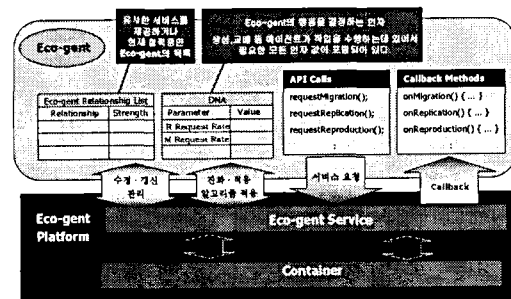 Eco-gent
유사한 서비스를
제공하거나
현재 협력중인
Eco-gent의 목록
Eco-gent의 행동을 결정하는 인자
생성, 교배 등 에이전트가 작업을 수행하는데 있어서
필요한 모든 인자 값이 포함되어 있다.
Eco-gent Relationship List
Relationship Strength
DNA
Parameter Value
R Request Rate
M Request Rate
API Calls
requestMigration();
requestReplication();
requestReproduction();
:
Callback Methods
onMigration() { ... }
onReplication() { ... }
onReproduction() { ... }
:
수정·갱신
관리
진화·적응
알고리즘 적용
서비스 요청
Callback
Eco-gent
Platform
Eco-gent Service
Container